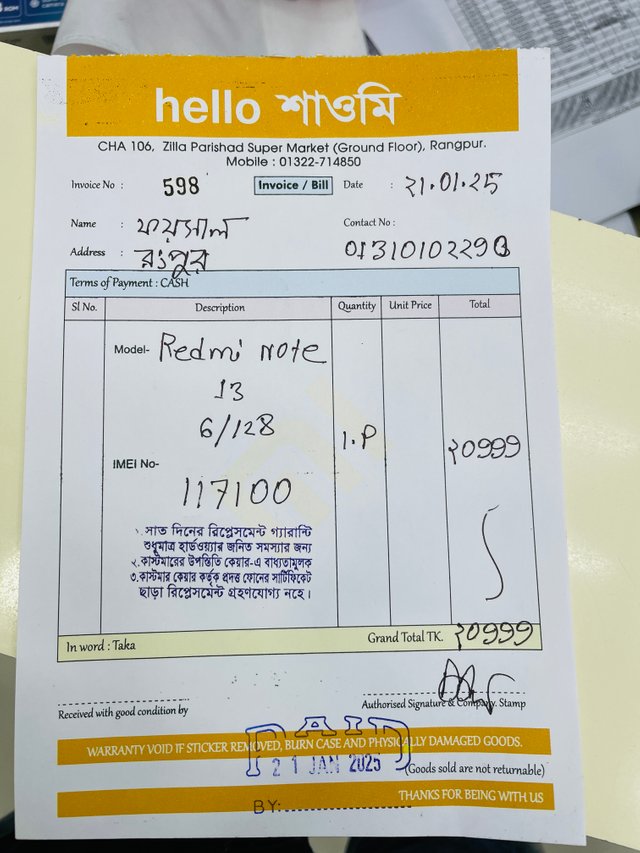 hello শাওমি
CHA 106, Zilla Parishad Super Market (Ground Floor), Rangpur.
Mobile : 01322-714850
Invoice No : 598 Invoice / Bill Date : ২১.01.২5
Name : ফয়সাল Contact No :
Address : রংপুর 01310102290
Terms of Payment : CASH
Sl No. Description Quantity Unit Price Total
Model- Redmi Note
13
6/128
1.P ২0999
IMEI No-
117100
১. সাত দিনের রিপ্লেসমেন্ট গ্যারান্টি
শুধুমাত্র হার্ডওয়্যার জনিত সমস্যার জন্য
২. কাস্টমারের উপস্তিতি কেয়ার-এ বাধ্যতামূলক
৩. কাস্টমার কেয়ার কর্তৃক প্রদত্ত ফোনের সার্টিফিকেট
ছাড়া রিপ্লেসমেন্ট গ্রহণযোগ্য নহে।
In word : Taka Grand Total TK. ২0999
Received with good condition by Authorised Signature & Company. Stamp
PAID
WARRANTY VOID IF STICKER REMOVED, BURN CASE AND PHYSICALLY DAMAGED GOODS.
21 JAN 2025 (Goods sold are not returnable)
THANKS FOR BEING WITH US
BY: